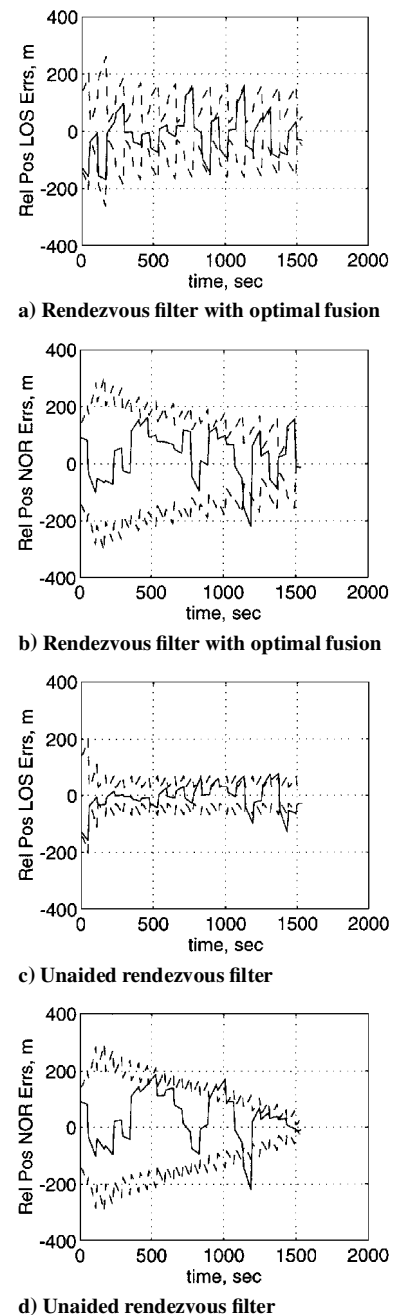 400
200
0
-200
-400
Rel Pos LOS Errs, m
0 500 1000 1500 2000
time, sec
a) Rendezvous filter with optimal fusion
400
200
0
-200
-400
Rel Pos NOR Errs, m
0 500 1000 1500 2000
time, sec
b) Rendezvous filter with optimal fusion
400
200
0
-200
-400
Rel Pos LOS Errs, m
0 500 1000 1500 2000
time, sec
c) Unaided rendezvous filter
400
200
0
-200
-400
Rel Pos NOR Errs, m
0 500 1000 1500 2000
time, sec
d) Unaided rendezvous filter